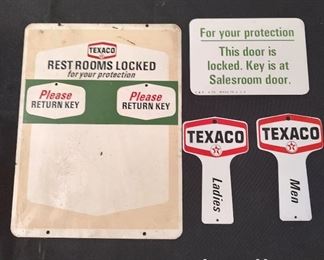 TEXACO
REST ROOMS LOCKED
for your protection
Please
RETURN KEY
Please
RETURN KEY
For your protection
This door is
locked. Key is at
Salesroom door.
TEXACO
Ladies
TEXACO
Men